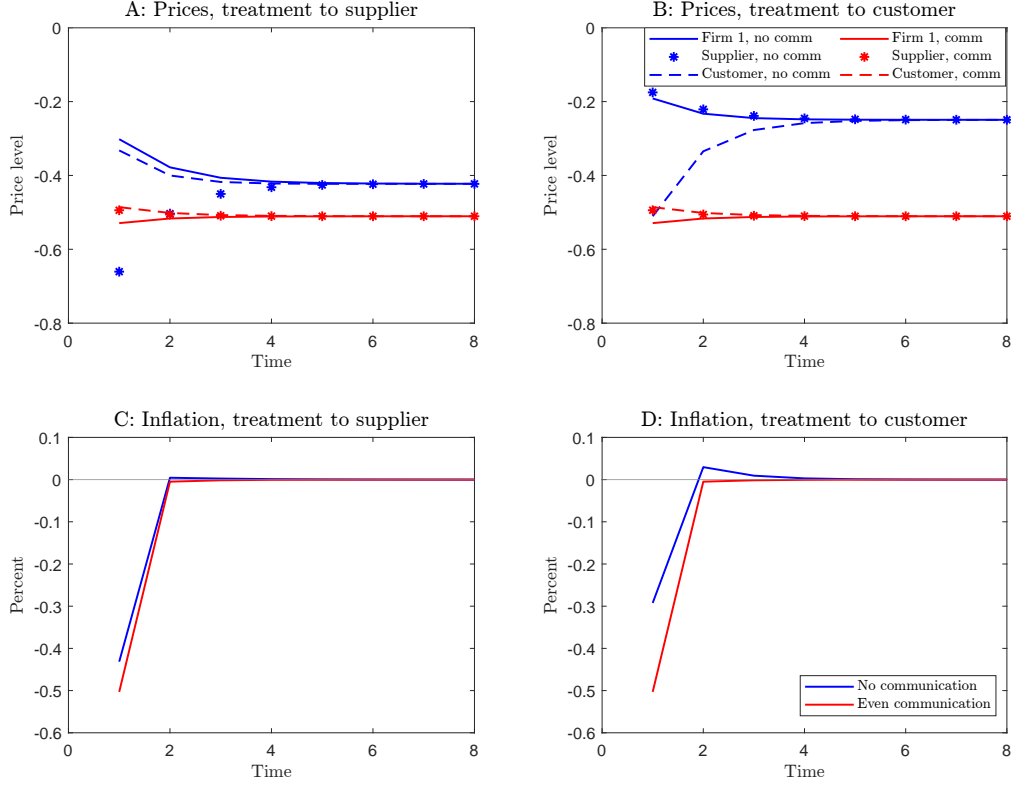 A: Prices, treatment to supplier
0
-0.2
-0.4
-0.6
-0.8
Price level
0 2 4 6 8
Time
B: Prices, treatment to customer
Firm 1, no comm
Supplier, no comm
Customer, no comm
Firm 1, comm
Supplier, comm
Customer, comm
0
-0.2
-0.4
-0.6
-0.8
Price level
0 2 4 6 8
Time
C: Inflation, treatment to supplier
0.1
0
-0.1
-0.2
-0.3
-0.4
-0.5
-0.6
Percent
0 2 4 6 8
Time
D: Inflation, treatment to customer
0.1
0
-0.1
-0.2
-0.3
-0.4
-0.5
-0.6
Percent
No communication
Even communication
0 2 4 6 8
Time